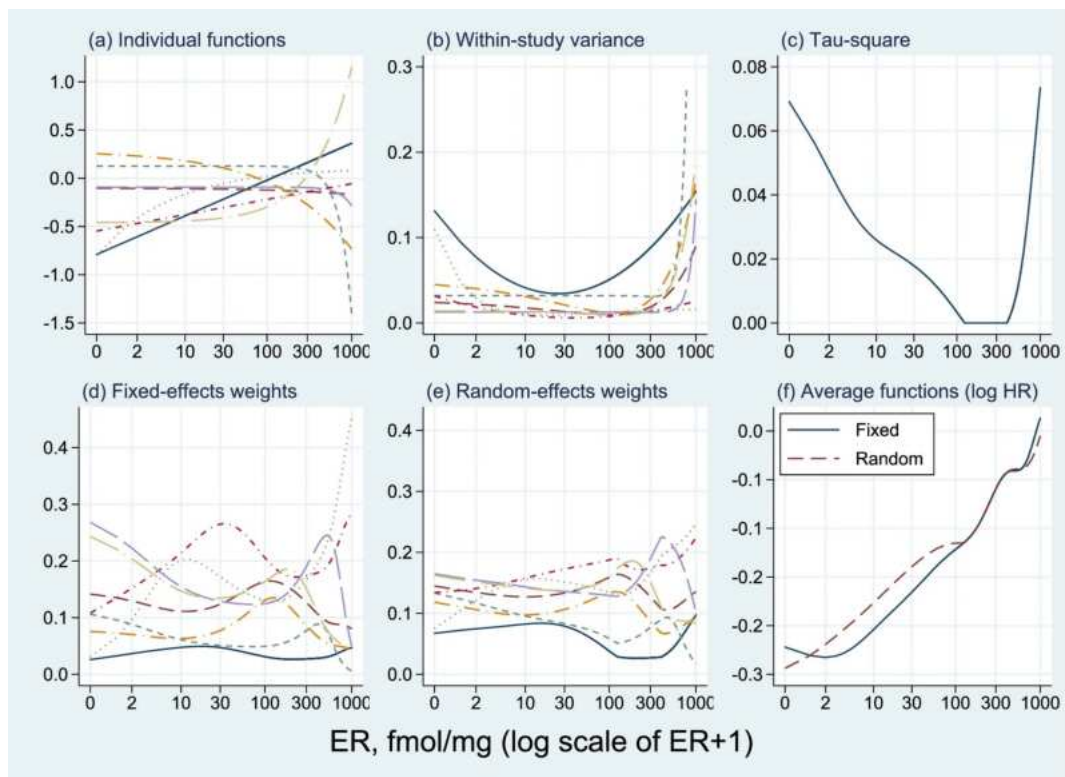 (a) Individual functions
1.0
0.5
0.0
-0.5
-1.0
-1.5
0 2 10 30 100 300 1000
(b) Within-study variance
0.3
0.2
0.1
0.0
0 2 10 30 100 300 1000
(c) Tau-square
0.08
0.06
0.04
0.02
0.00
0 2 10 30 100 300 1000
(d) Fixed-effects weights
0.4
0.3
0.2
0.1
0.0
0 2 10 30 100 300 1000
(e) Random-effects weights
0.4
0.3
0.2
0.1
0.0
0 2 10 30 100 300 1000
(f) Average functions (log HR)
Fixed
Random
0.0
-0.1
-0.1
-0.2
-0.2
-0.3
0 2 10 30 100 300 1000
ER, fmol/mg (log scale of ER+1)